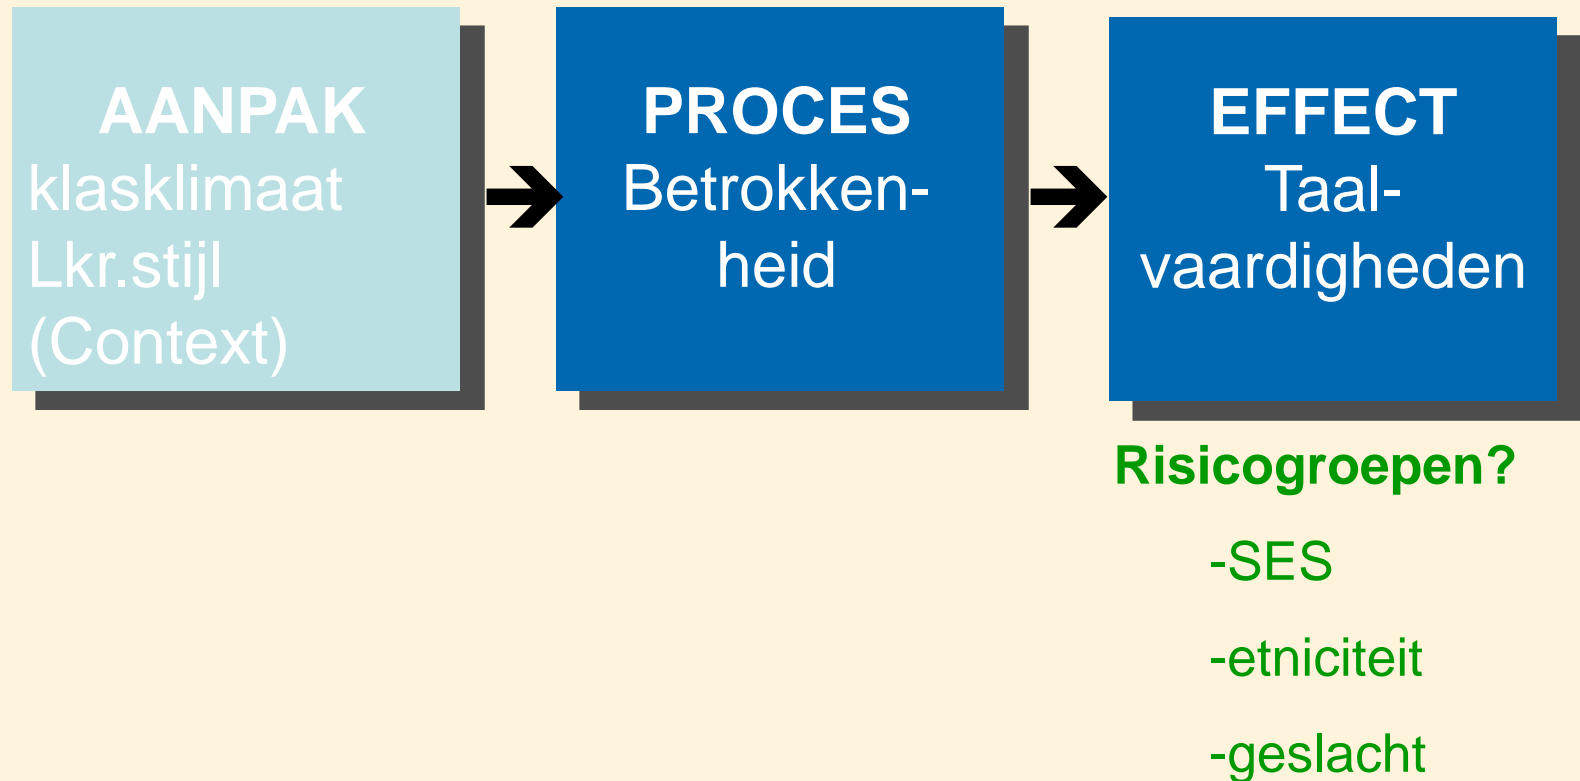 AANPAK
klasklimaat
Lkr.stijl
(Context)
PROCES
Betrokken-
heid
EFFECT
Taal-
vaardigheden
Risicogroepen?
-SES
-etniciteit
-geslacht